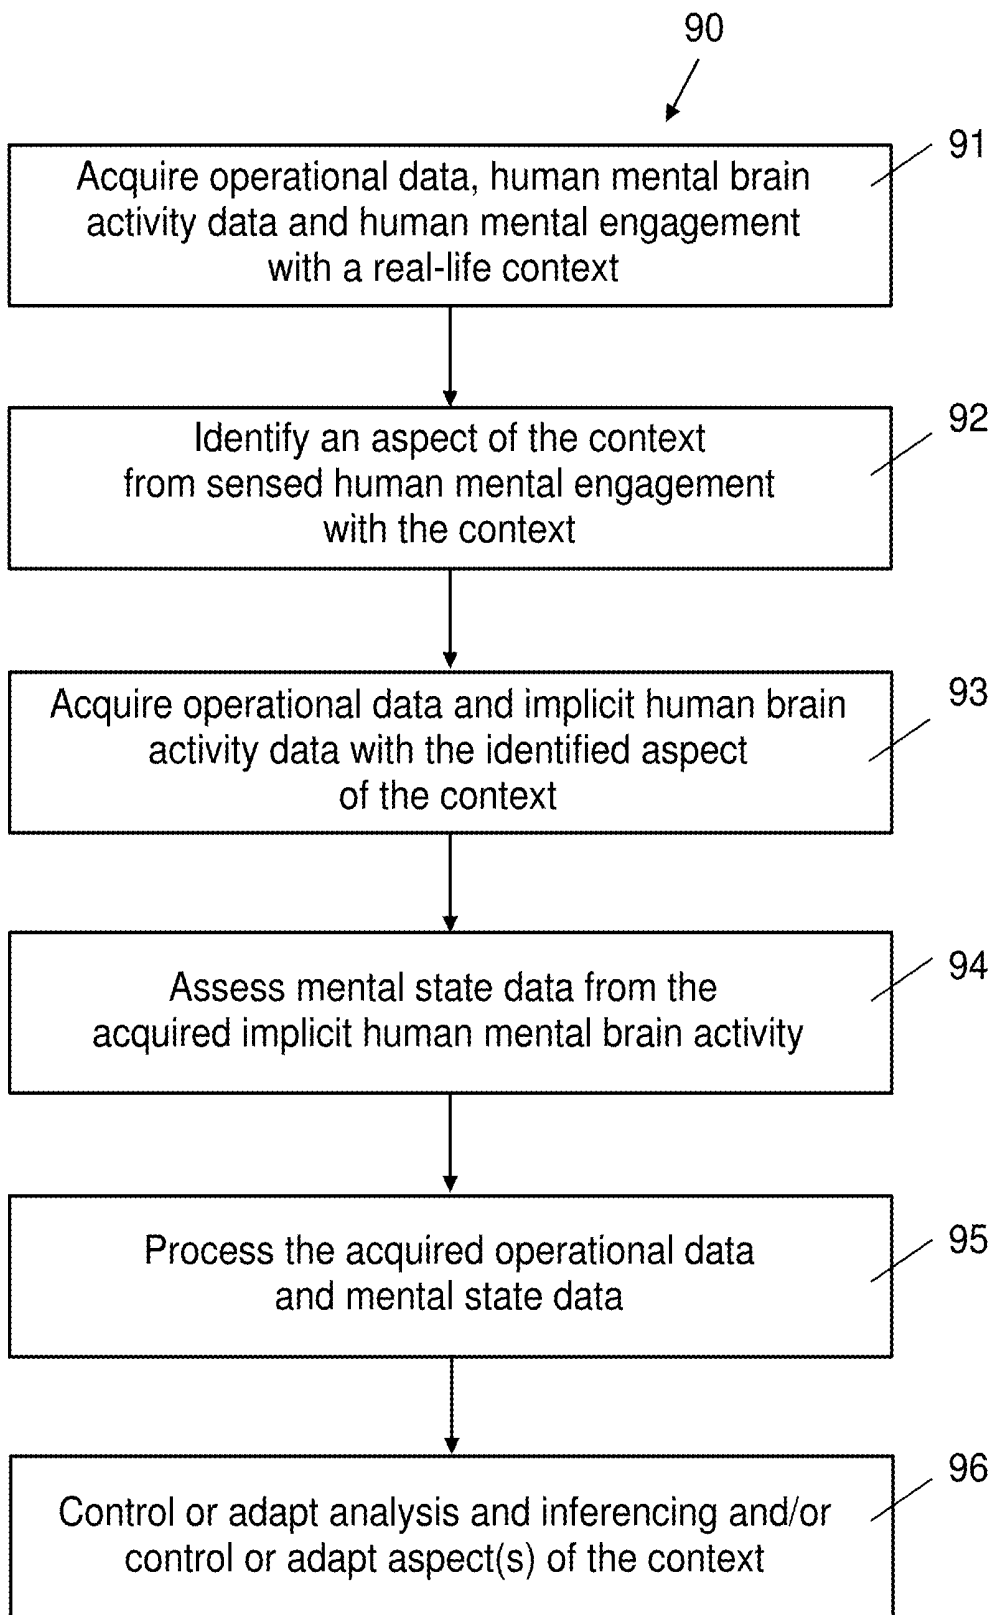 90
91
Acquire operational data, human mental brain
activity data and human mental engagement
with a real-life context
92
Identify an aspect of the context
from sensed human mental engagement
with the context
93
Acquire operational data and implicit human brain
activity data with the identified aspect
of the context
94
Assess mental state data from the
acquired implicit human mental brain activity
95
Process the acquired operational data
and mental state data
96
Control or adapt analysis and inferencing and/or
control or adapt aspect(s) of the context